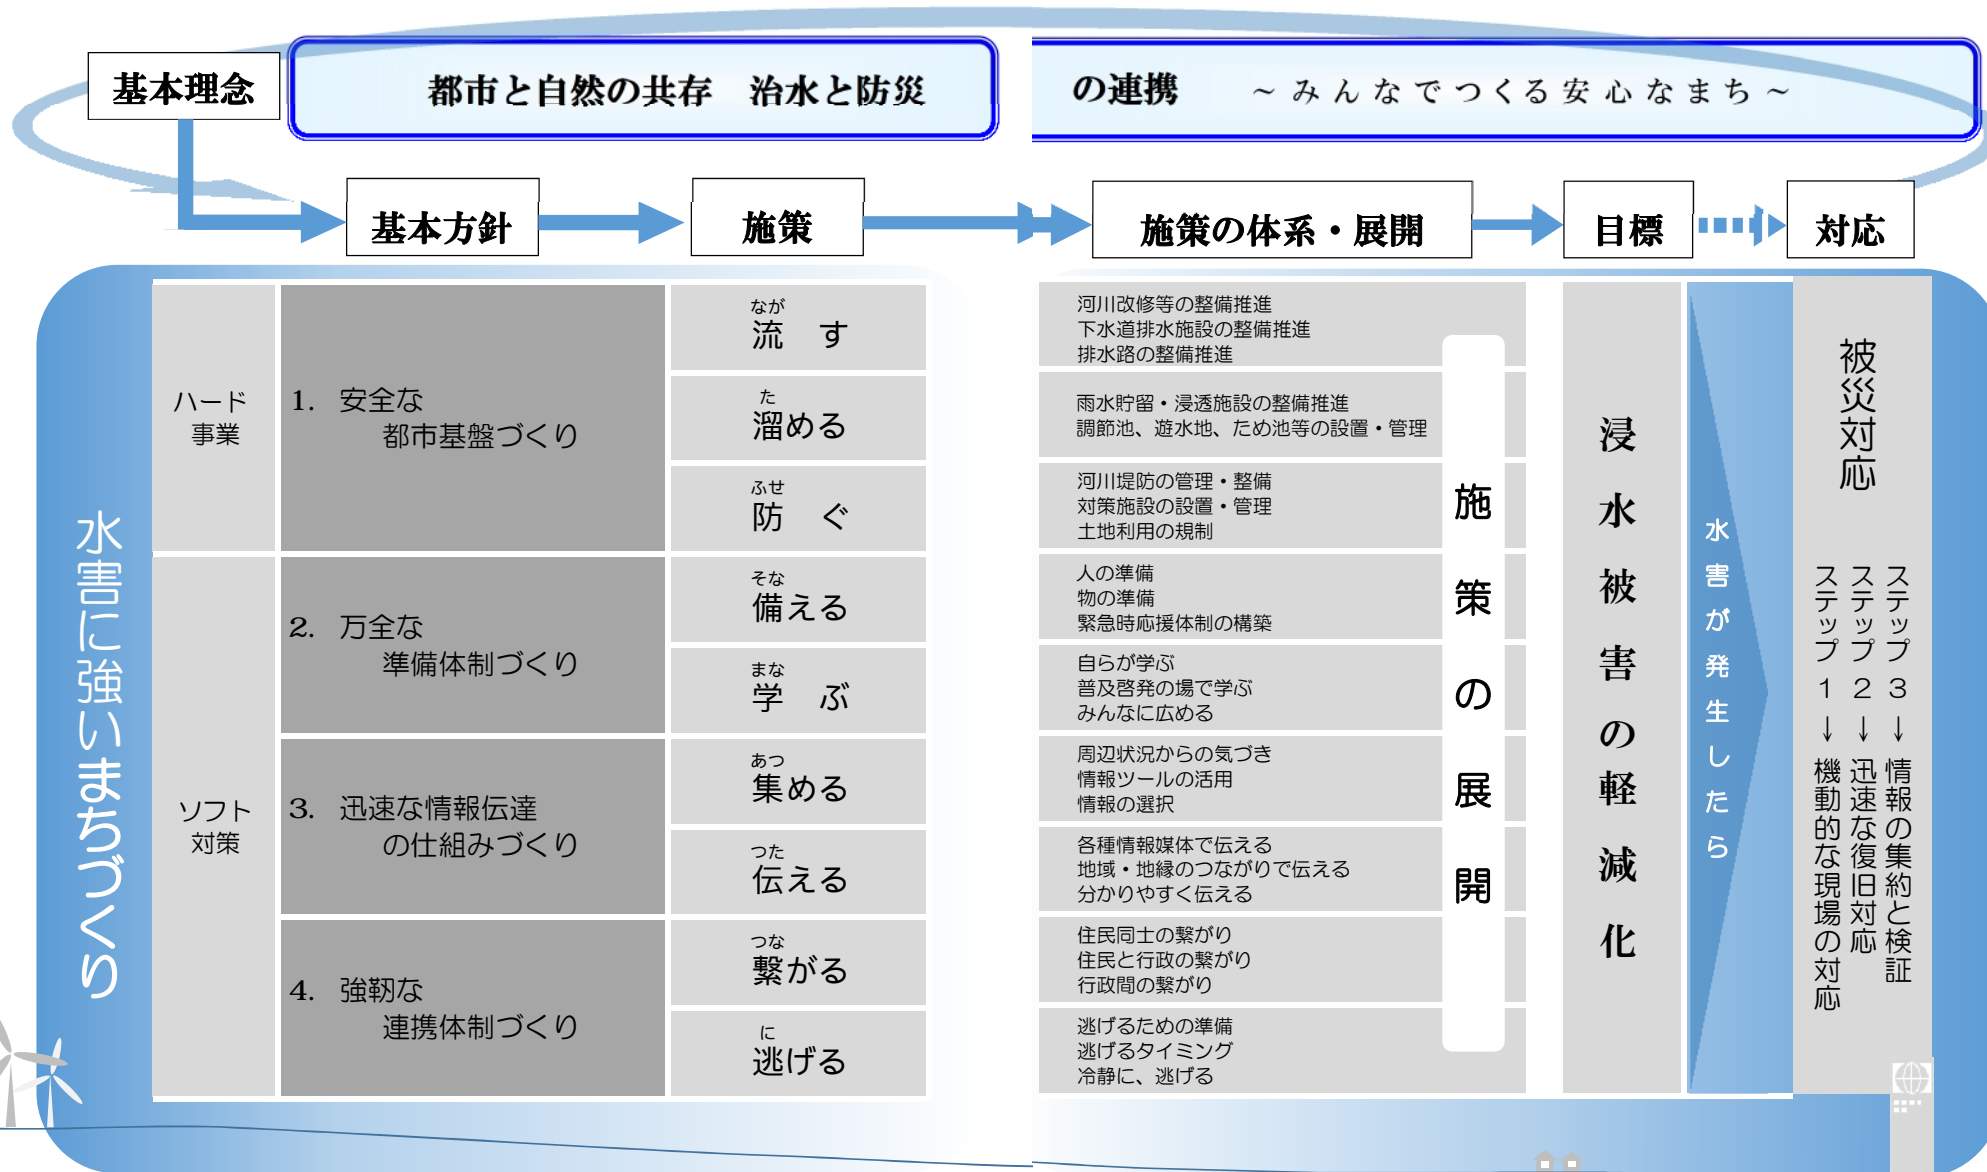 基本理念
都市と自然の共存　治水と防災の連携　～みんなでつくる安心なまち～
基本方針
施策
施策の体系・展開
目標
対応
水害に強いまちづくり
ハード
事業
1. 安全な
都市基盤づくり
なが
流　す
河川改修等の整備推進
下水道排水施設の整備推進
排水路の整備推進
た
溜める
雨水貯留・浸透施設の整備推進
調節池、遊水地、ため池等の設置・管理
ふせ
防　ぐ
河川堤防の管理・整備
対策施設の設置・管理
土地利用の規制
ソフト
対策
2. 万全な
準備体制づくり
そな
備える
人の準備
物の準備
緊急時応援体制の構築
まな
学　ぶ
自らが学ぶ
普及啓発の場で学ぶ
みんなに広める
3. 迅速な情報伝達
の仕組みづくり
あつ
集める
周辺状況からの気づき
情報ツールの活用
情報の選択
つた
伝える
各種情報媒体で伝える
地域・地縁のつながりで伝える
分かりやすく伝える
4. 強靭な
連携体制づくり
つな
繋がる
住民同士の繋がり
住民と行政の繋がり
行政間の繋がり
に
逃げる
逃げるための準備
逃げるタイミング
冷静に、逃げる
施策の展開
浸水被害の軽減化
水害が発生したら
被災対応
ステップ3→情報の集約と検証
ステップ2→迅速な復旧対応
ステップ1→機動的な現場の対応